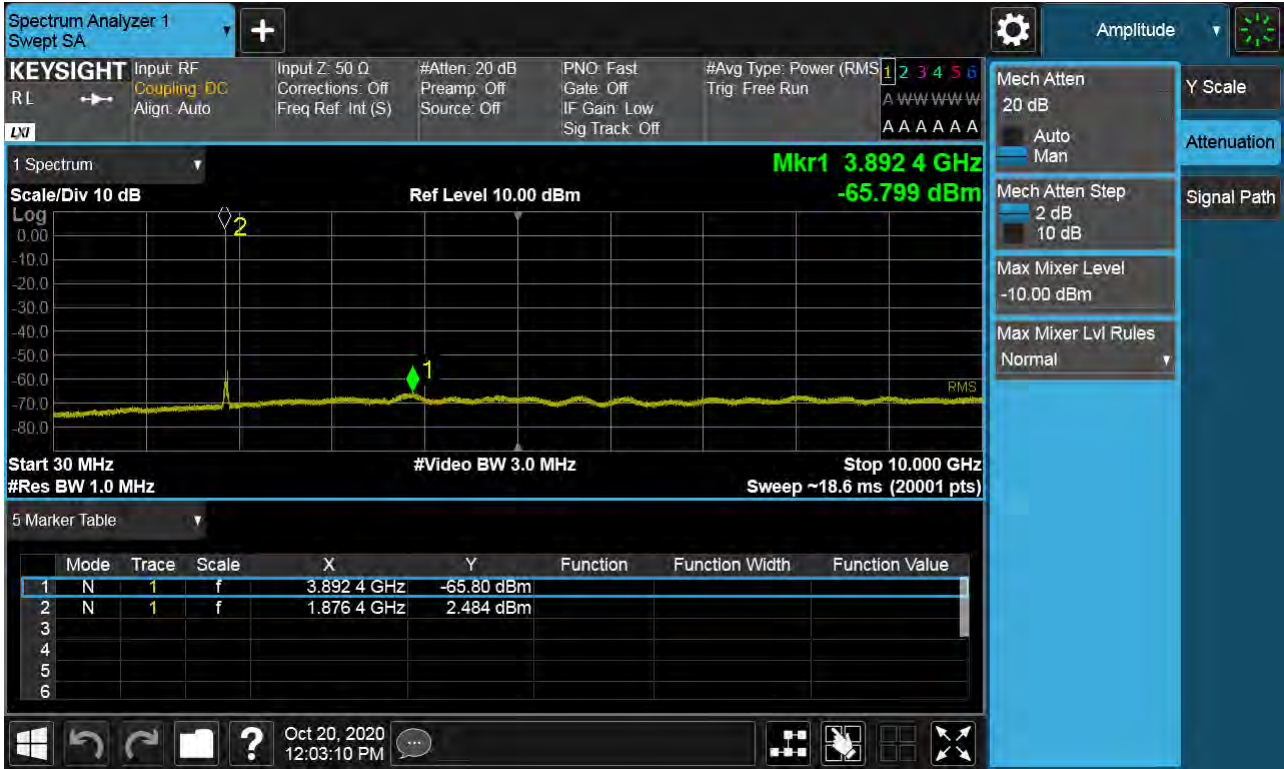 Spectrum Analyzer 1
Swept SA
Amplitude
KEYSIGHT
R L
LXI
Input: RF
Coupling: DC
Align: Auto
Input Z: 50 Ω
Corrections: Off
Freq Ref: Int (S)
#Atten: 20 dB
Preamp: Off
Source: Off
PNO: Fast
Gate: Off
IF Gain: Low
Sig Track: Off
#Avg Type: Power (RMS
Trig: Free Run
1 2 3 4 5 6
A W W W W W
A A A A A A
1 Spectrum
Mkr1 3.892 4 GHz
Scale/Div 10 dB
Ref Level 10.00 dBm
-65.799 dBm
Log
2
0.00
-10.0
-20.0
-30.0
-40.0
-50.0
1
-60.0
RMS
-70.0
-80.0
Start 30 MHz
#Video BW 3.0 MHz
Stop 10.000 GHz
#Res BW 1.0 MHz
Sweep ~18.6 ms (20001 pts)
5 Marker Table
Mode Trace Scale X Y Function Function Width Function Value
1 N 1 f 3.892 4 GHz -65.80 dBm
2 N 1 f 1.876 4 GHz 2.484 dBm
3
4
5
6
?
Oct 20, 2020
12:03:10 PM
Mech Atten
20 dB
Auto
Man
Mech Atten Step
2 dB
10 dB
Max Mixer Level
-10.00 dBm
Max Mixer Lvl Rules
Normal
Y Scale
Attenuation
Signal Path